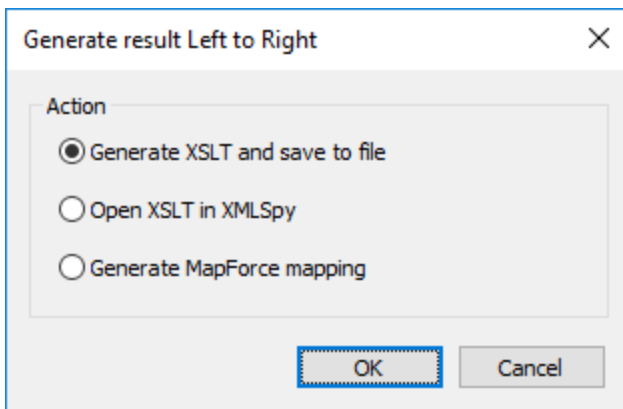 Generate result Left to Right
Action
Generate XSLT and save to file
Open XSLT in XMLSpy
Generate MapForce mapping
OK Cancel